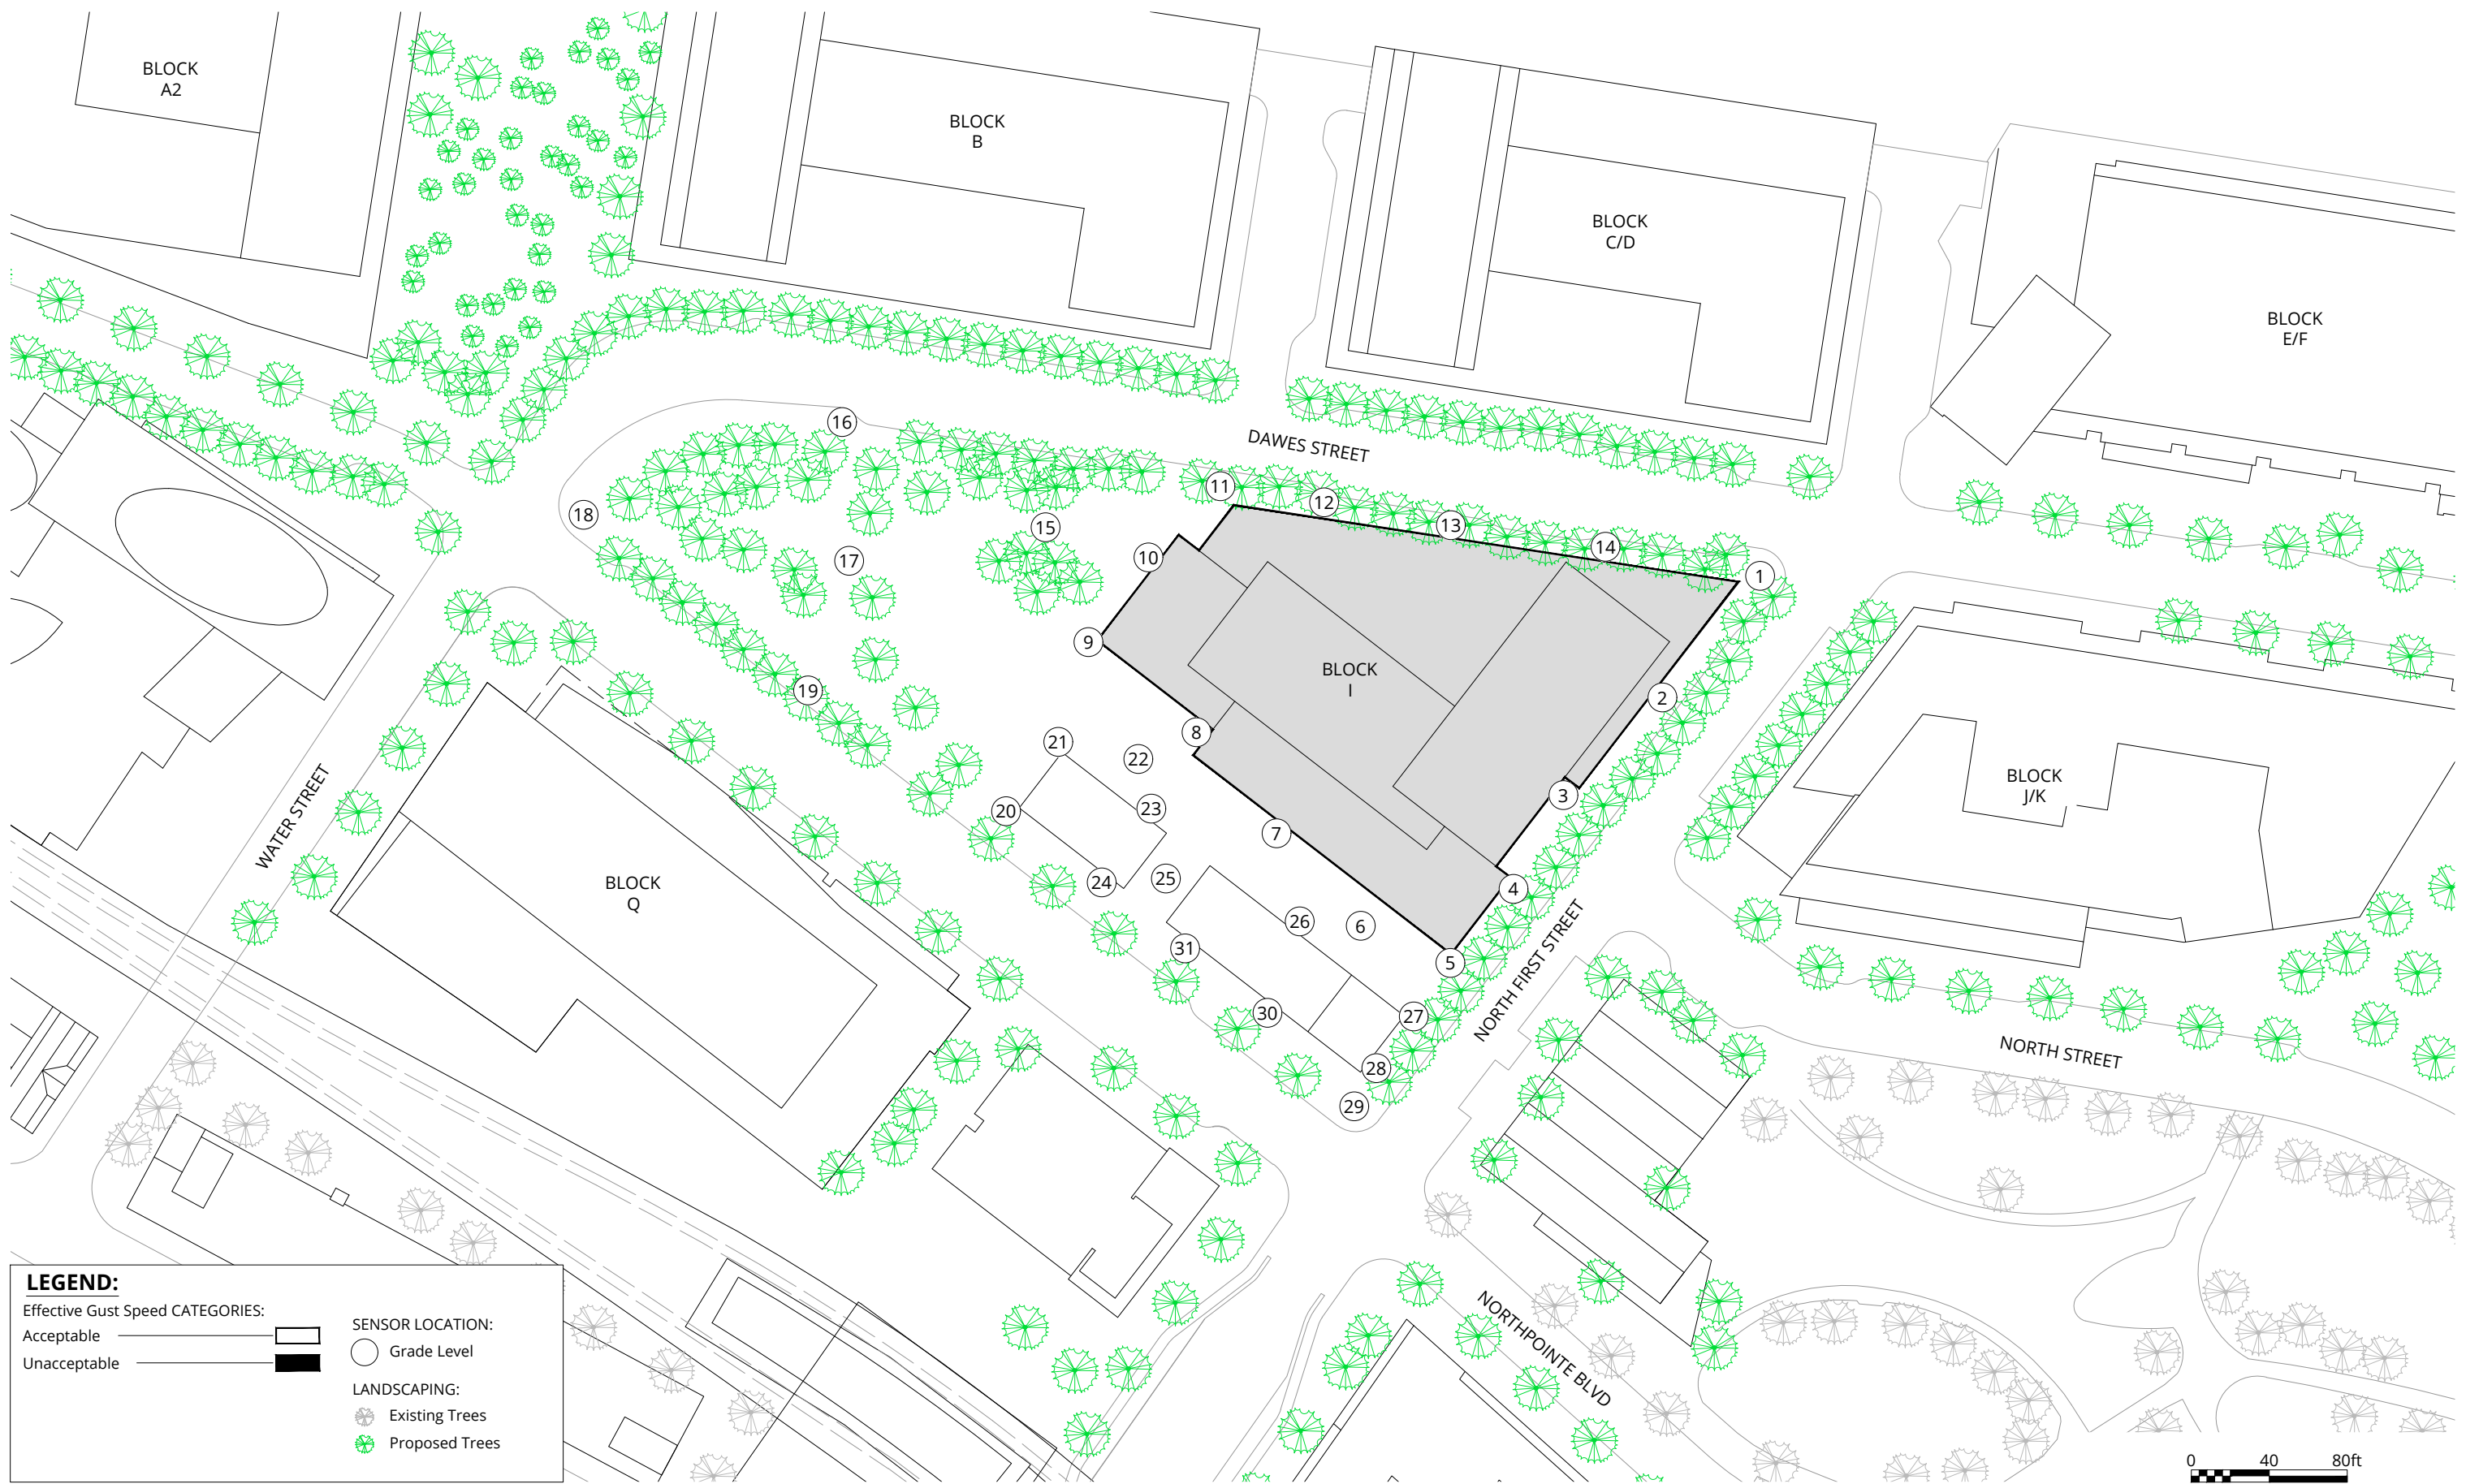 BLOCK
A2
BLOCK
B
BLOCK
C/D
BLOCK
E/F
DAWES STREET
16
11
12
13
14
18
15
17
10
1
9
BLOCK
I
19
2
8
21
22
20
23
3
7
BLOCK
J/K
WATER STREET
BLOCK
Q
24
25
4
26
6
31
5
NORTH FIRST STREET
30
27
28
29
NORTH STREET
NORTHPOINTE BLVD
LEGEND:
Effective Gust Speed CATEGORIES:
Acceptable
Unacceptable
SENSOR LOCATION:
Grade Level
LANDSCAPING:
Existing Trees
Proposed Trees
0 40 80ft